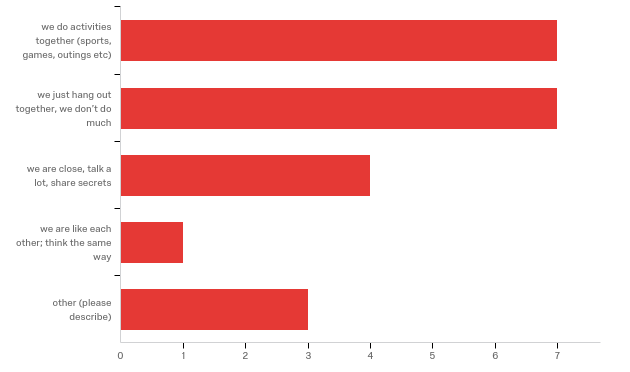 we do activities
together (sports,
games, outings etc)
we just hang out
together, we don't do
much
we are close, talk a
lot, share secrets
we are like each
other; think the same
way
other (please
describe)
0 1 2 3 4 5 6 7